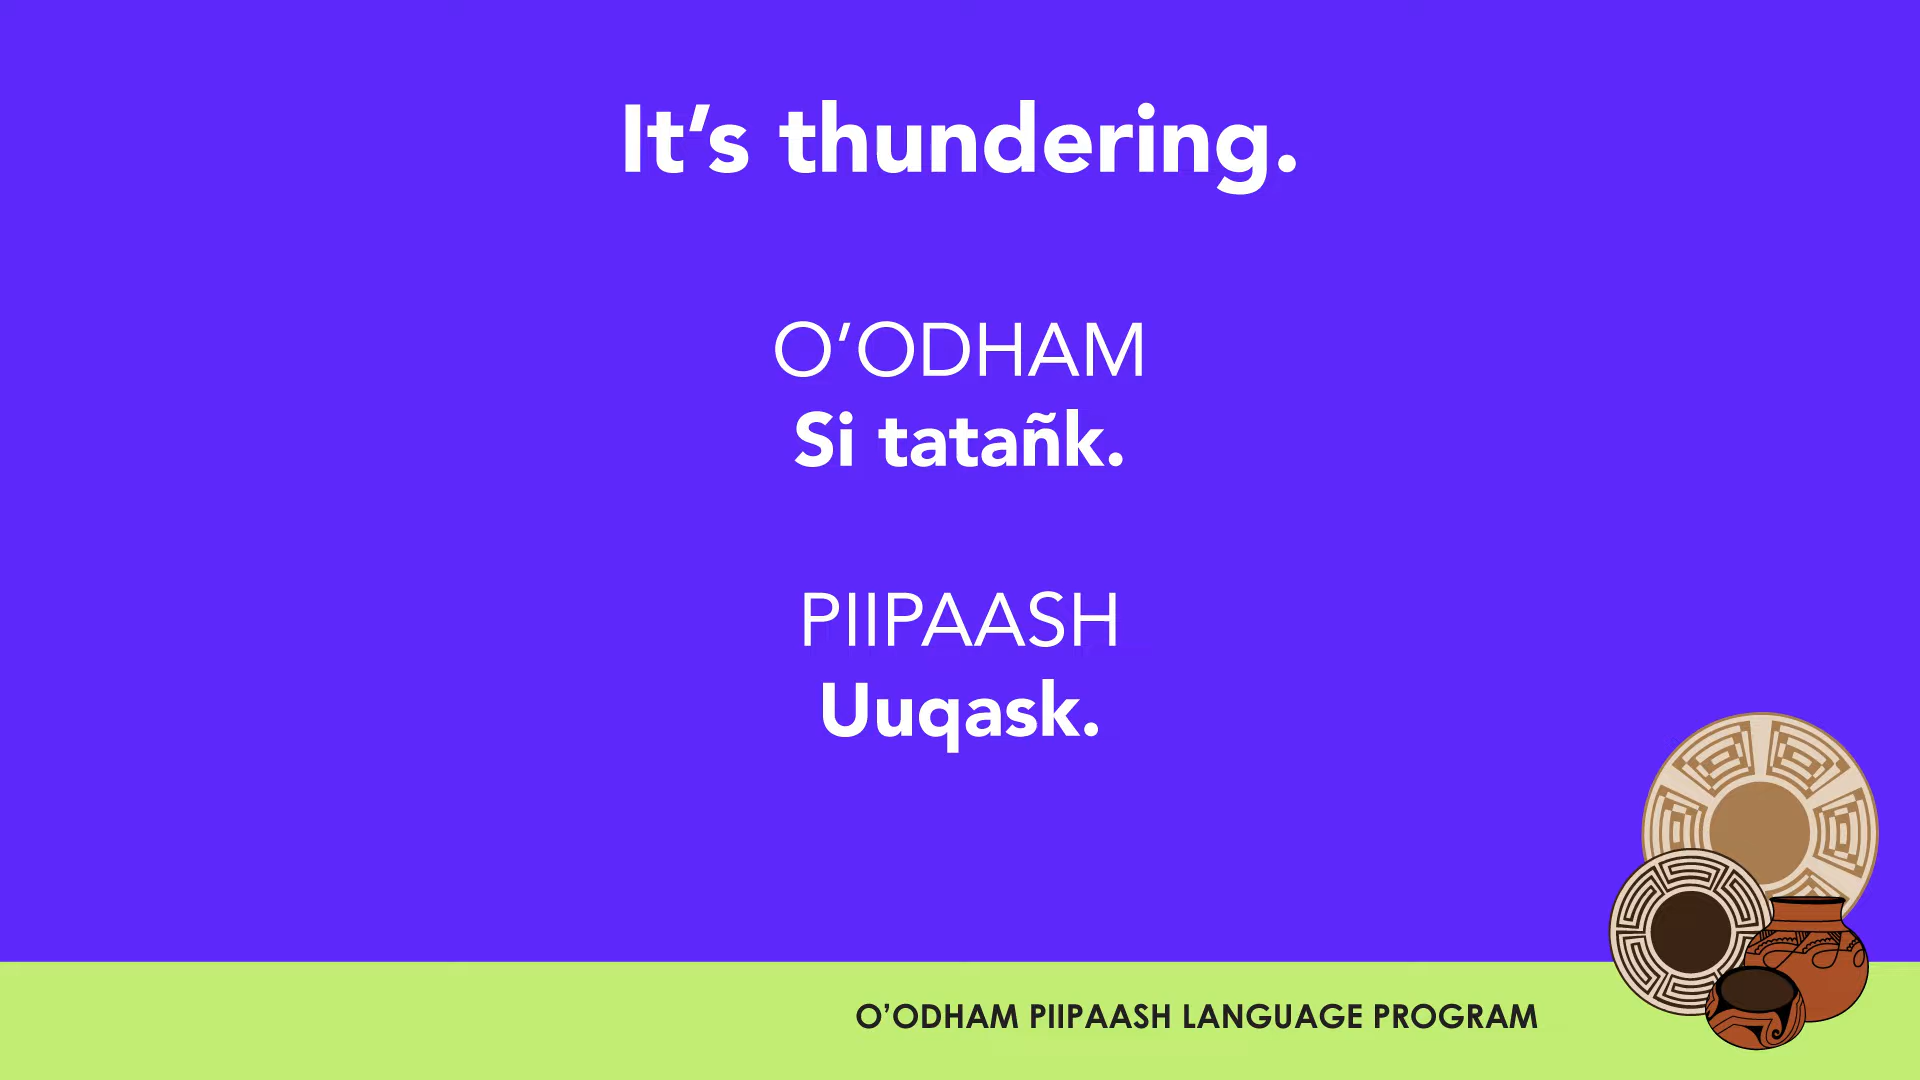 It’s thundering.
O’ODHAM
Si tatañk.
PIIPAASH
Uuqask.
O’ODHAM PIIPAASH LANGUAGE PROGRAM